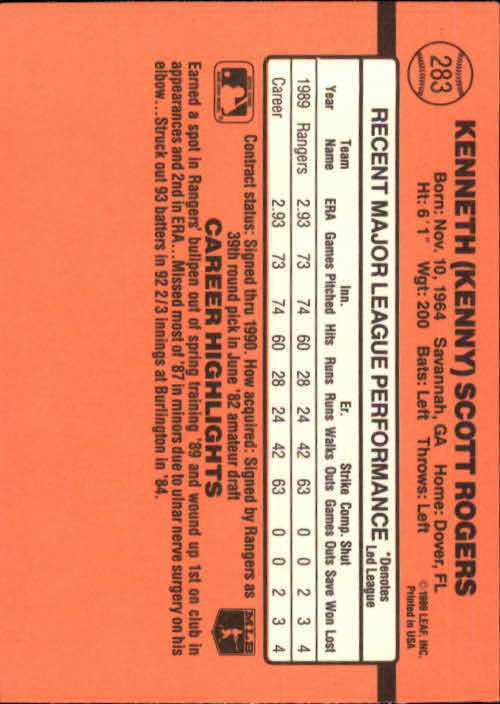 283
KENNETH (KENNY) SCOTT ROGERS
Born: Nov. 10, 1964 Savannah, GA Home: Dover, FL
Ht: 6'1" Wgt: 200 Bats: Left Throws: Left
© 1989 LEAF, INC.
Printed in USA
RECENT MAJOR LEAGUE PERFORMANCE
*Denotes
Led League
Team Inn. Er. Strike Comp. Shut
Year Name ERA Games Pitched Hits Runs Runs Walks Outs Games Outs Save Won Lost
1989 Rangers 2.93 73 74 60 28 24 42 63 0 0 2 3 4
Career 2.93 73 74 60 28 24 42 63 0 0 2 3 4
Contract status: Signed thru 1990. How acquired: Signed by Rangers as
39th round pick in June '82 amateur draft
MLB
CAREER HIGHLIGHTS
Earned a spot in Rangers' bullpen out of spring training '89 and wound up 1st on club in
appearances and 2nd in ERA...Missed most of '87 in minors due to ulnar nerve surgery on his
elbow...Struck out 93 batters in 92 2/3 innings at Burlington in '84.